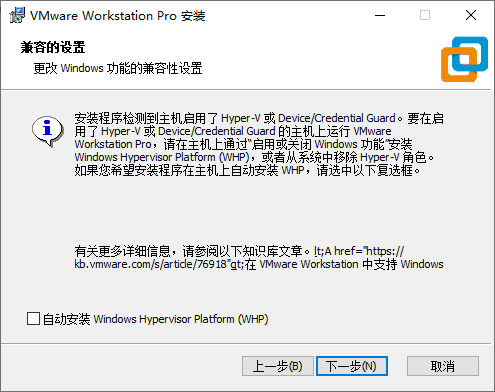 VMware Workstation Pro 安装
兼容的设置
更改 Windows 功能的兼容性设置
安装程序检测到主机启用了 Hyper-V 或 Device/Credential Guard。要在启
用了 Hyper-V 或 Device/Credential Guard 的主机上运行 VMware
Workstation Pro，请在主机上通过“启用或关闭 Windows 功能”安装
Windows Hypervisor Platform (WHP)，或者从系统中移除 Hyper-V 角色。
如果您希望安装程序在主机上自动安装 WHP，请选中以下复选框。
有关更多详细信息，请参阅以下知识库文章。lt;A href="https://
kb.vmware.com/s/article/76918"gt;在 VMware Workstation 中支持 Windows
自动安装 Windows Hypervisor Platform (WHP)
上一步(B) 下一步(N) 取消